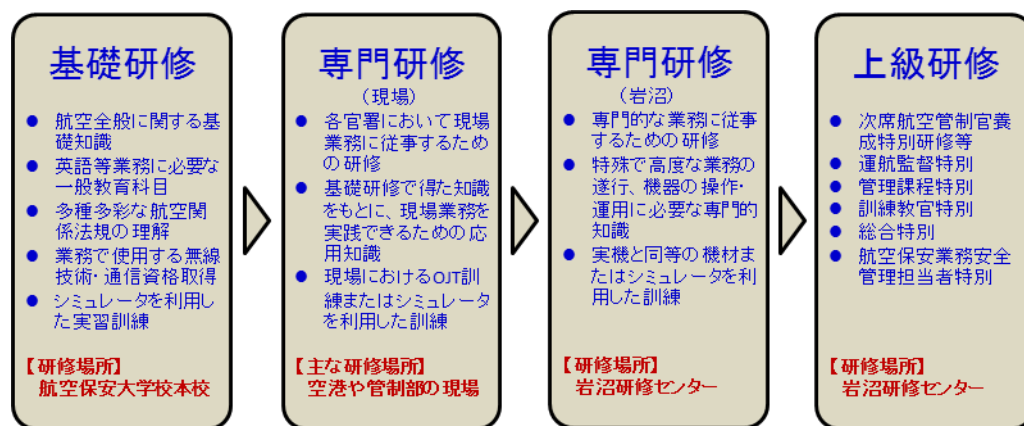 基礎研修
● 航空全般に関する基
礎知識
● 英語等業務に必要な
一般教育科目
● 多種多彩な航空関
係法規の理解
● 業務で使用する無線
技術・通信資格取得
● シミュレータを利用し
た実習訓練
【研修場所】
航空保安大学校本校
専門研修
(現場)
● 各官署において現場
業務に従事するため
の研修
● 基礎研修で得た知識
をもとに、現場業務を
実践できるための応
用知識
● 現場におけるOJT訓
練またはシミュレータ
を利用した訓練
【主な研修場所】
空港や管制部の現場
専門研修
(岩沼)
● 専門的な業務に従事
するための研修
● 特殊で高度な業務の
遂行、機器の操作・
運用に必要な専門的
知識
● 実機と同等の機材ま
たはシミュレータを利
用した訓練
【研修場所】
岩沼研修センター
上級研修
● 次席航空管制官養
成特別研修等
● 運航監督特別
● 管理課程特別
● 訓練教官特別
● 総合特別
● 航空保安業務安全
管理担当者特別
【研修場所】
岩沼研修センター